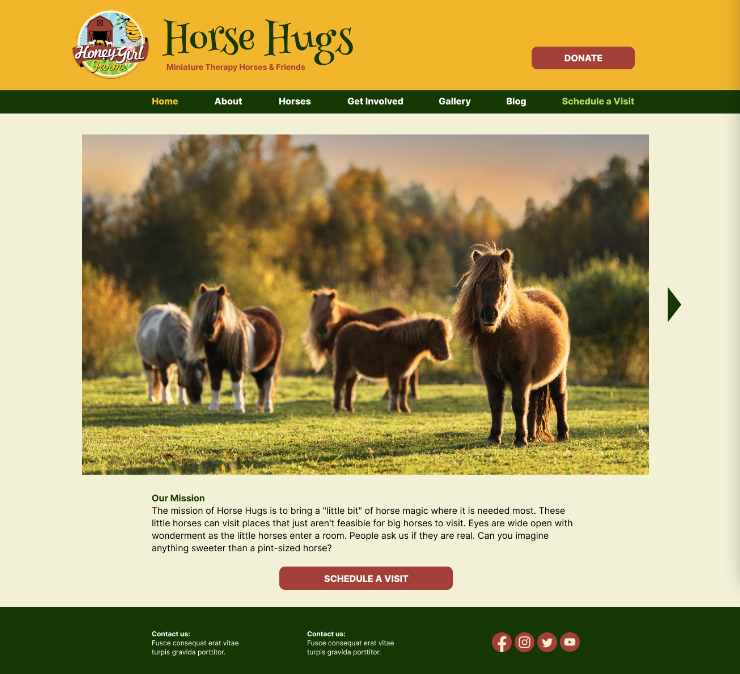 Honey Girl
Farm
Horse Hugs
Miniature Therapy Horses & Friends
DONATE
Home About Horses Get Involved Gallery Blog Schedule a Visit
Our Mission
The mission of Horse Hugs is to bring a "little bit" of horse magic where it is needed most. These
little horses can visit places that just aren't feasible for big horses to visit. Eyes are wide open with
wonderment as the little horses enter a room. People ask us if they are real. Can you imagine
anything sweeter than a pint-sized horse?
SCHEDULE A VISIT
Contact us:
Fusce consequat erat vitae
turpis gravida porttitor.
Contact us:
Fusce consequat erat vitae
turpis gravida porttitor.